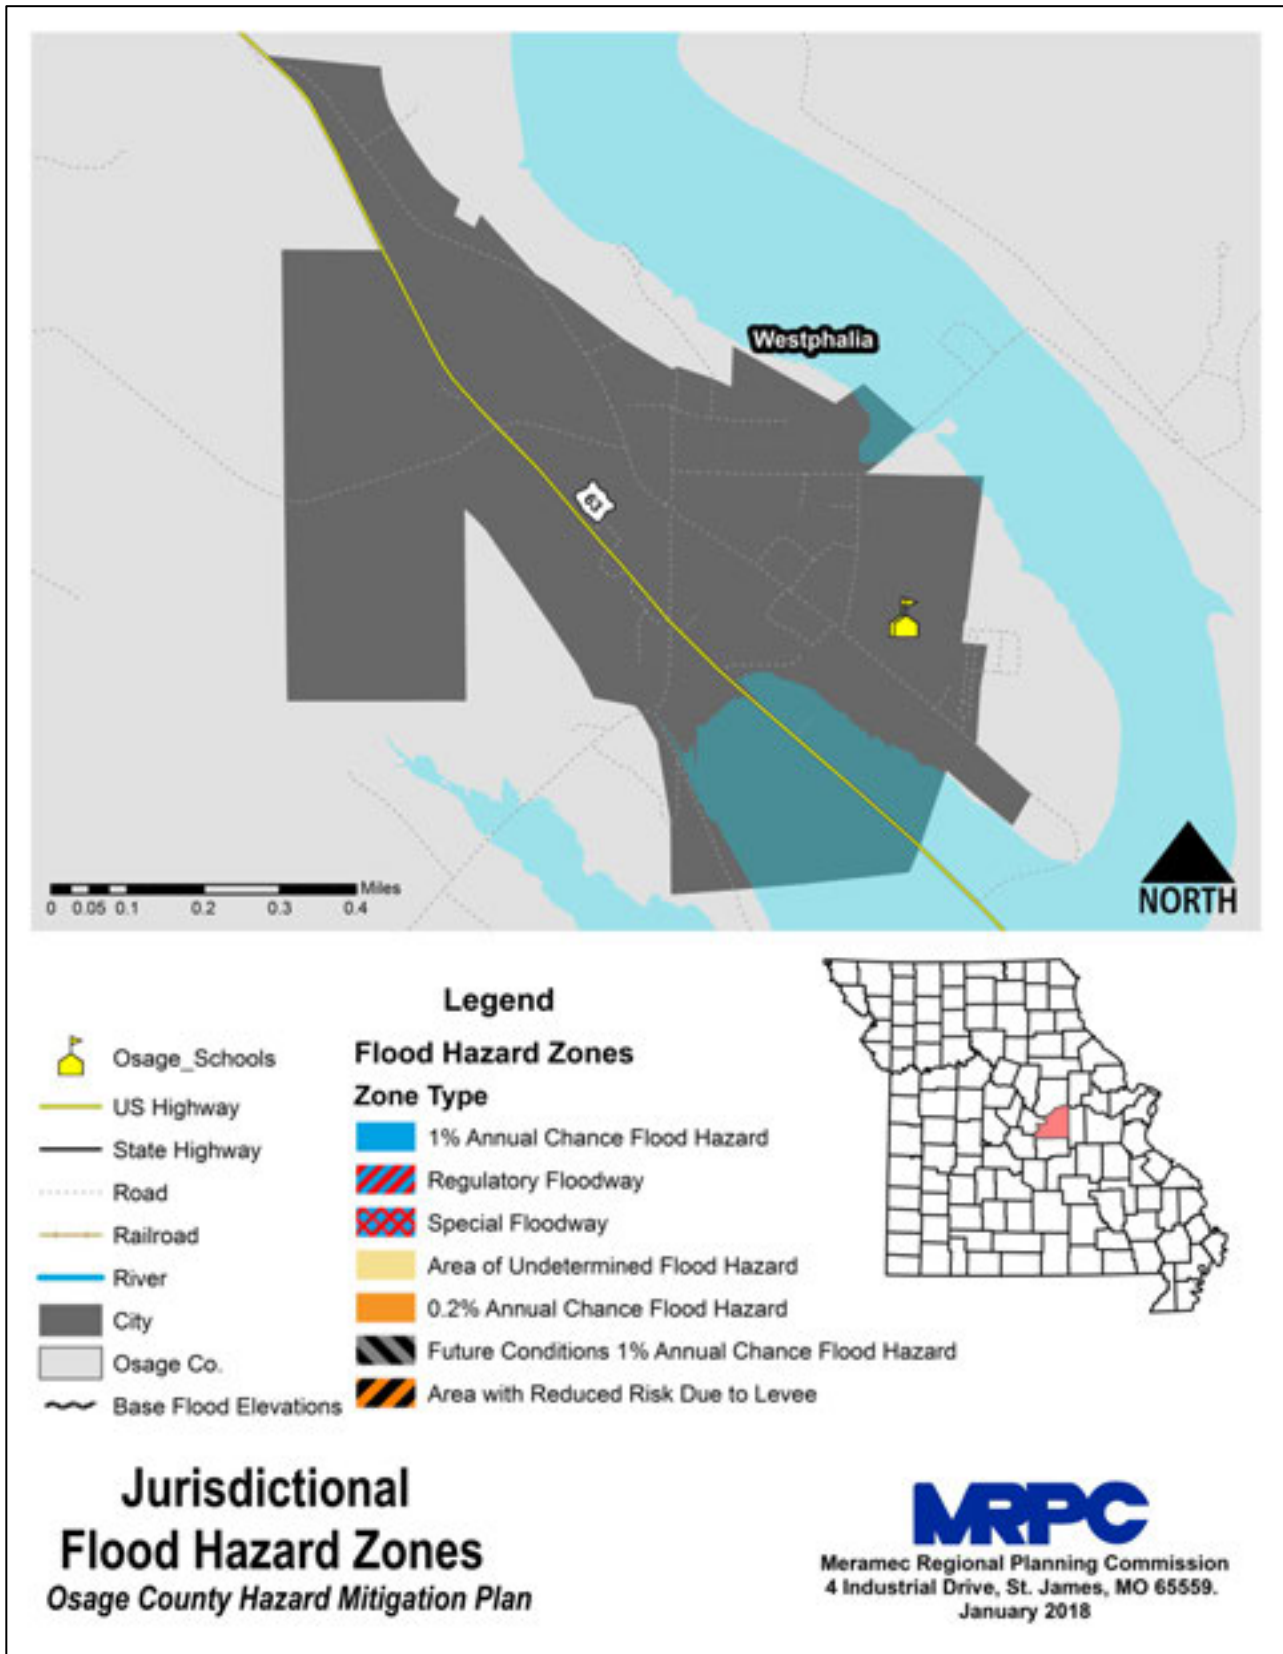 Westphalia
63
Miles
0 0.05 0.1 0.2 0.3 0.4
NORTH
Legend
Osage_Schools
US Highway
State Highway
Road
Railroad
River
City
Osage Co.
Base Flood Elevations
Flood Hazard Zones
Zone Type
1% Annual Chance Flood Hazard
Regulatory Floodway
Special Floodway
Area of Undetermined Flood Hazard
0.2% Annual Chance Flood Hazard
Future Conditions 1% Annual Chance Flood Hazard
Area with Reduced Risk Due to Levee
Jurisdictional
Flood Hazard Zones
Osage County Hazard Mitigation Plan
MRPC
Meramec Regional Planning Commission
4 Industrial Drive, St. James, MO 65559.
January 2018